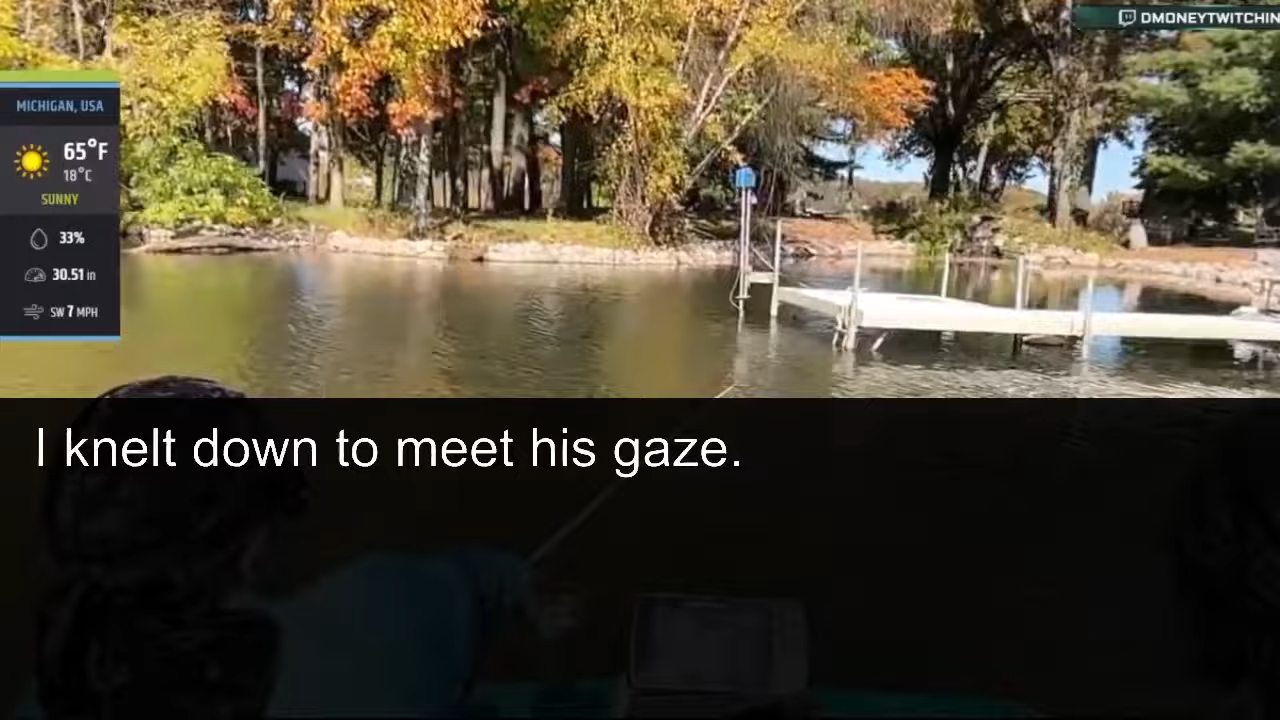 DMONEYTWITCHIN
MICHIGAN, USA
65°F
18°C
SUNNY
33%
30.51 in
SW 7 MPH
I knelt down to meet his gaze.